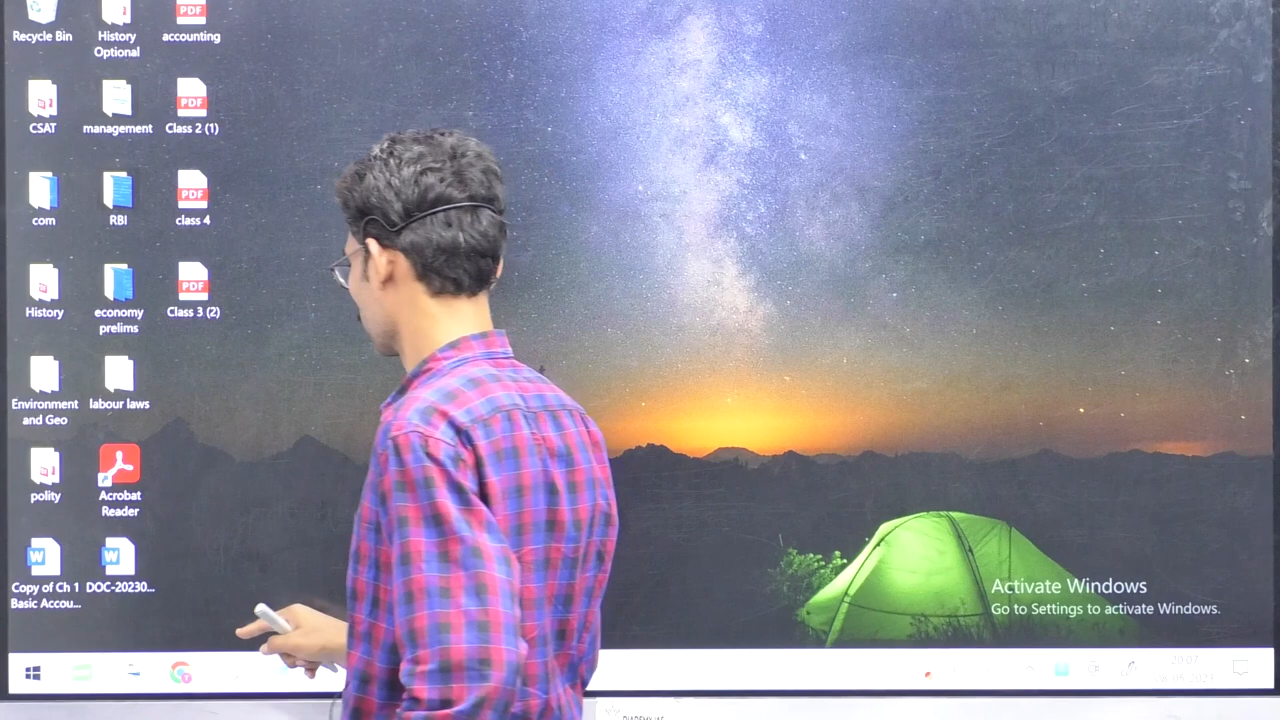 Recycle Bin
History
Optional
PDF
accounting
CSAT
management
PDF
Class 2 (1)
com
RBI
PDF
class 4
History
economy
prelims
PDF
Class 3 (2)
Environment
and Geo
labour laws
polity
Acrobat
Reader
W
Copy of Ch 1
Basic Accou...
W
DOC-20230...
Activate Windows
Go to Settings to activate Windows.
20:07